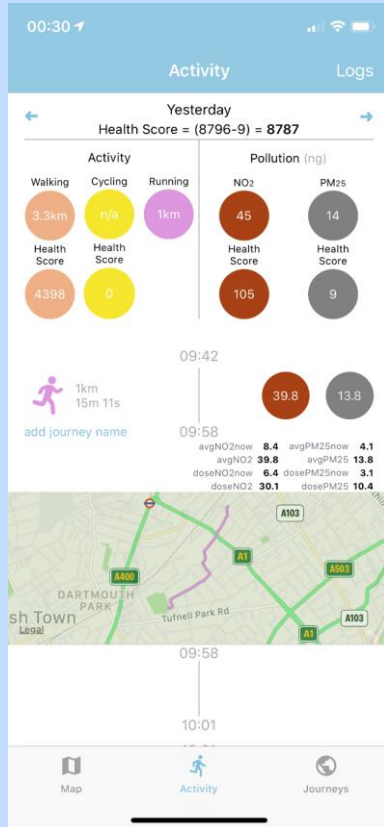 00:30
Activity
Logs
Yesterday
Health Score = (8796-9) = 8787
Activity
Pollution (ng)
Walking Cycling Running
NO2 PM25
3.3km n/a 1km
45 14
Health Score Health Score
Health Score Health Score
4398 0
105 9
09:42
1km
15m 11s
39.8 13.8
add journey name
09:58
avgNO2now 8.4 avgPM25now 4.1
avgNO2 39.8 avgPM25 13.8
doseNO2now 6.4 dosePM25now 3.1
doseNO2 30.1 dosePM25 10.4
A103
A1
A400
A503
DARTMOUTH
PARK
sh Town
Tufnell Park Rd
A103
Legal
A1
09:58
10:01
Map
Activity
Journeys